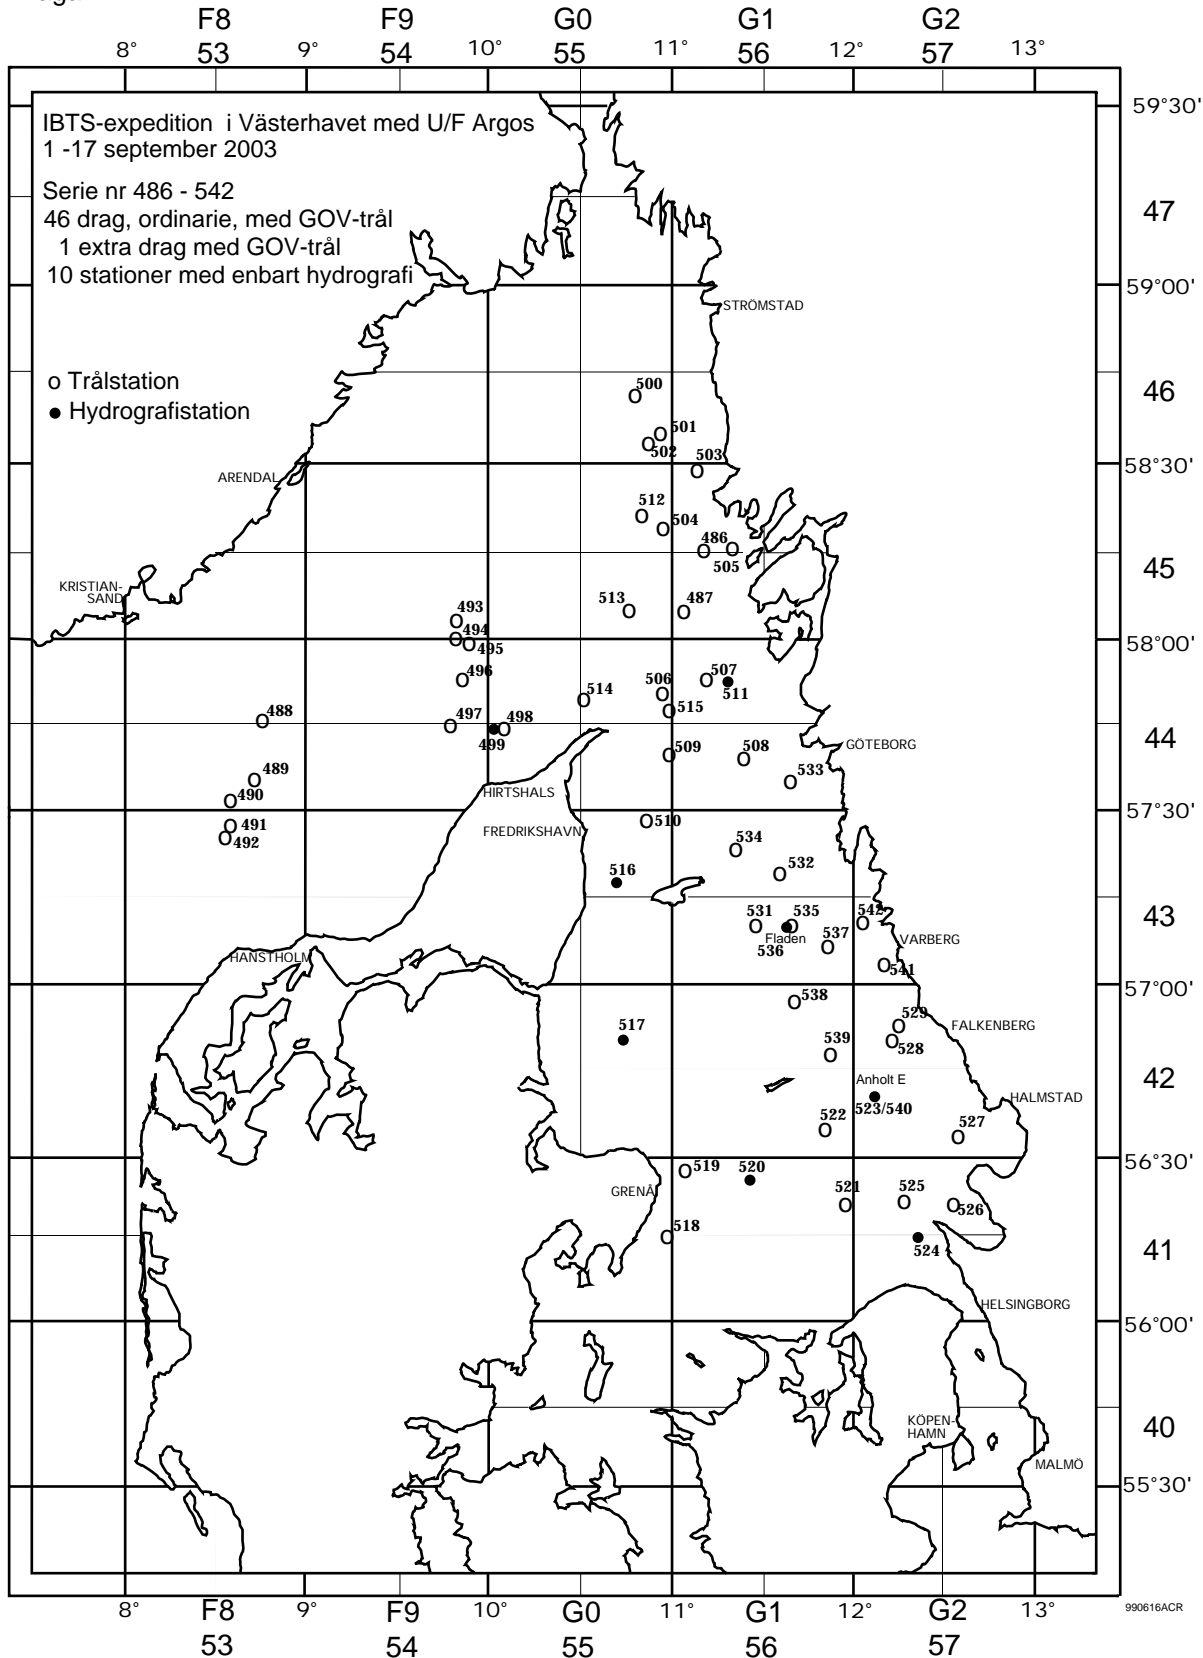 F8 F9 G0 G1 G2
8° 53 9° 54 10° 55 11° 56 12° 57 13°
IBTS-expedition i Västerhavet med U/F Argos
1 -17 september 2003
Serie nr 486 - 542
46 drag, ordinarie, med GOV-trål
1 extra drag med GOV-trål
10 stationer med enbart hydrografi
o Trålstation
● Hydrografistation
59°30'
47
59°00'
STRÖMSTAD
46
500
501
502
503
58°30'
ARENDAL
512
504
486
505
45
KRISTIAN-
SAND
513
487
493
494
58°00'
495
496
506
507
511
514
515
488
497
498
499
44
GÖTEBORG
509
508
533
489
490
HIRTSHALS
57°30'
491
492
FREDRIKSHAVN
510
534
532
516
43
531
535
542
Fladen
536
537
VARBERG
HANSTHOLM
541
57°00'
538
517
529
FALKENBERG
528
539
42
Anholt E
523/540
HALMSTAD
522
527
56°30'
519
520
GRENÅ
521
525
526
518
524
41
HELSINGBORG
56°00'
KÖPEN-
HAMN
40
MALMÖ
55°30'
8° F8 9° F9 10° G0 11° G1 12° G2 13°
53 54 55 56 57
990616ACR